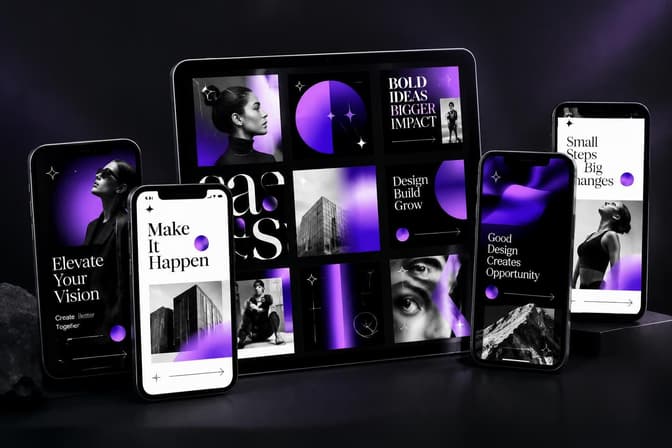 Elevate
Your
Vision
Create Better
Together
Make
It
Happen
BOLD
IDEAS
BIGGER
IMPACT
Design
Build
Grow
Good
Design
Creates
Opportunity
Small
Steps
Big